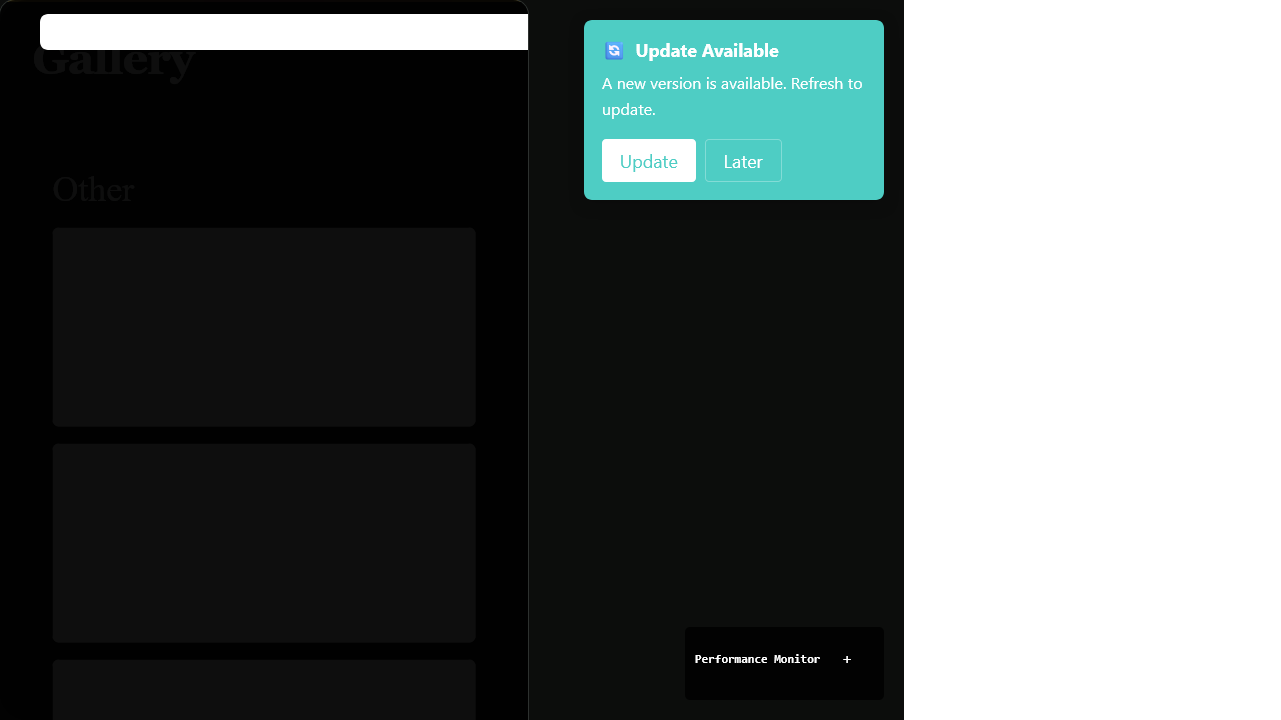 Gallery
Other
Update Available
A new version is available. Refresh to
update.
Update
Later
Performance Monitor +